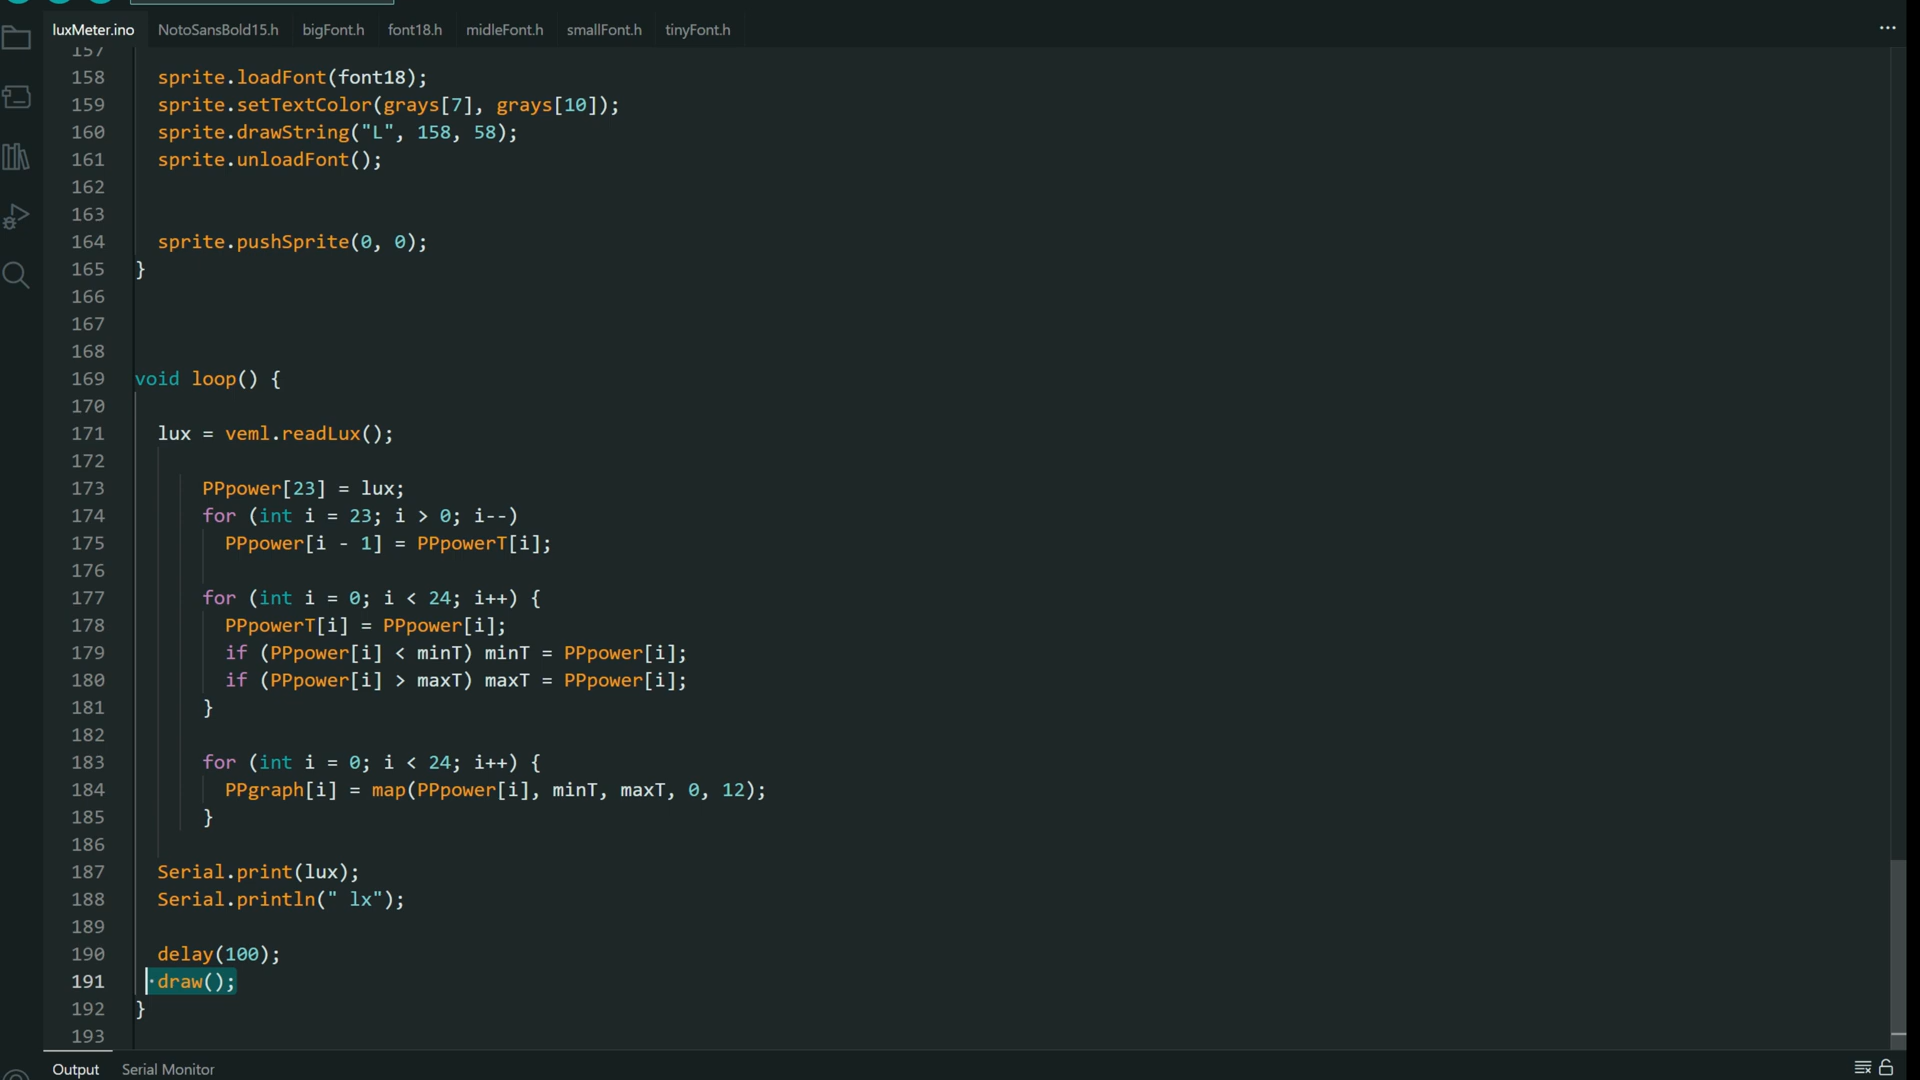 luxMeter.ino NotoSansBold15.h bigFont.h font18.h midleFont.h smallFont.h tinyFont.h
157
158 sprite.loadFont(font18);
159 sprite.setTextColor(grays[7], grays[10]);
160 sprite.drawString("L", 158, 58);
161 sprite.unloadFont();
162
163
164 sprite.pushSprite(0, 0);
165 }
166
167
168
169 void loop() {
170
171 lux = veml.readLux();
172
173 PPpower[23] = lux;
174 for (int i = 23; i > 0; i--)
175 PPpower[i - 1] = PPpowerT[i];
176
177 for (int i = 0; i < 24; i++) {
178 PPpowerT[i] = PPpower[i];
179 if (PPpower[i] < minT) minT = PPpower[i];
180 if (PPpower[i] > maxT) maxT = PPpower[i];
181 }
182
183 for (int i = 0; i < 24; i++) {
184 PPgraph[i] = map(PPpower[i], minT, maxT, 0, 12);
185 }
186
187 Serial.print(lux);
188 Serial.println(" lx");
189
190 delay(100);
191 draw();
192 }
193
Output Serial Monitor